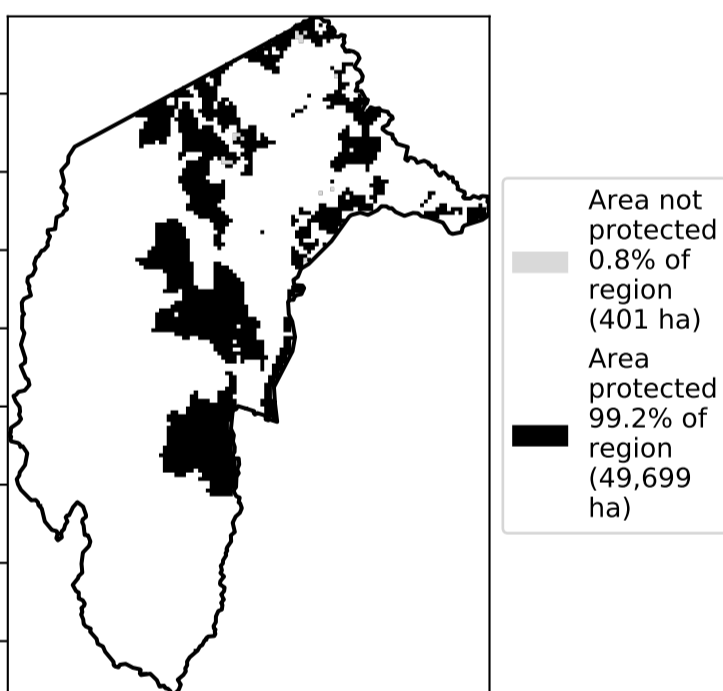 Area not
protected
0.8% of
region
(401 ha)
Area
protected
99.2% of
region
(49,699
ha)